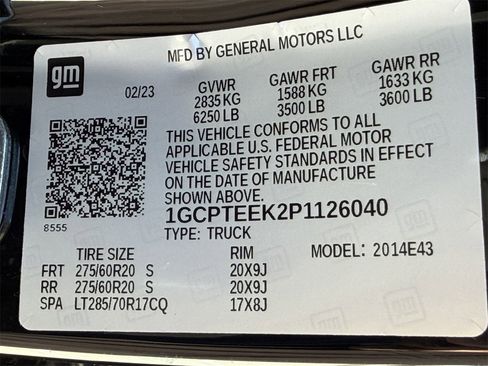 MFD BY GENERAL MOTORS LLC
gm
02/23
GVWR GAWR FRT GAWR RR
2835 KG 1588 KG 1633 KG
6250 LB 3500 LB 3600 LB
THIS VEHICLE CONFORMS TO ALL
APPLICABLE U.S. FEDERAL MOTOR
VEHICLE SAFETY STANDARDS IN EFFECT
ON THE DATE OF MANUFACTURE
SHOWN ABOVE.
1GCPTEEK2P1126040
8555
TYPE: TRUCK
MODEL: 2014E43
TIRE SIZE RIM
FRT 275/60R20 S 20X9J
RR 275/60R20 S 20X9J
SPA LT285/70R17CQ 17X8J